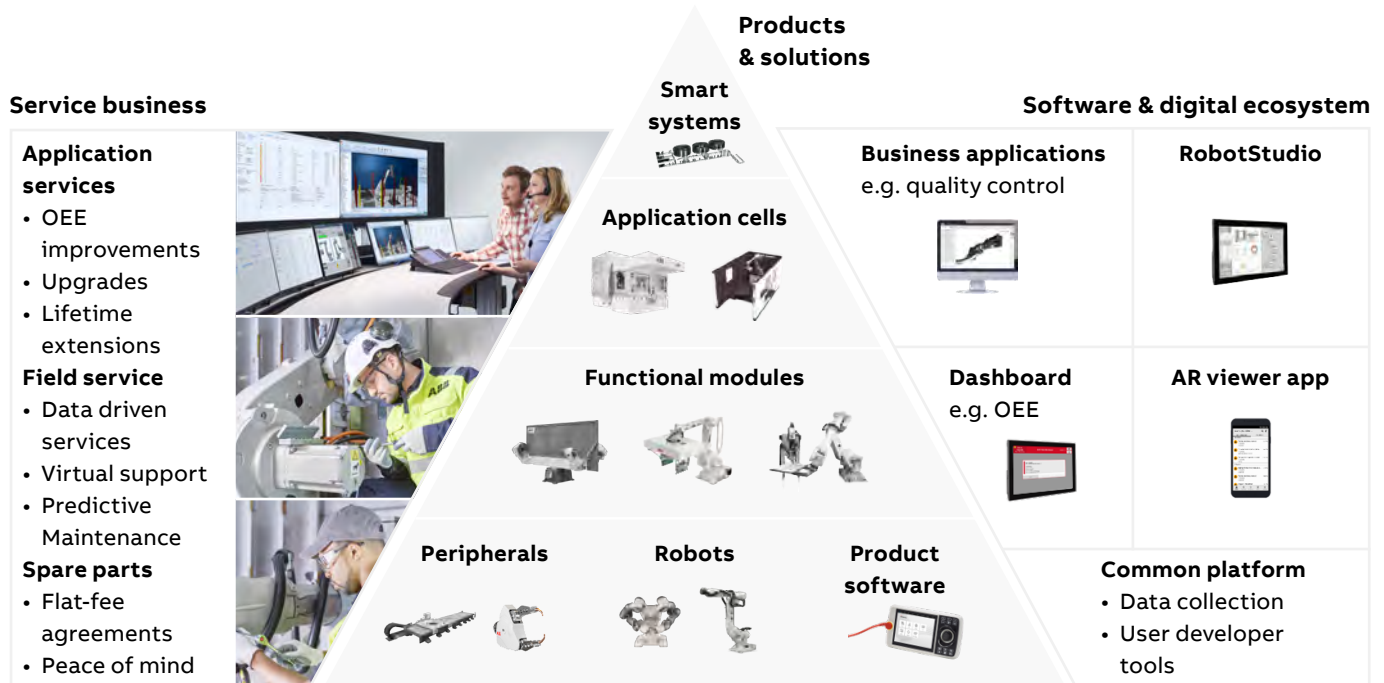 Products
& solutions
Service business
Application
services
• OEE
improvements
• Upgrades
• Lifetime
extensions
Field service
• Data driven
services
• Virtual support
• Predictive
Maintenance
Spare parts
• Flat-fee
agreements
• Peace of mind
ABB
Smart
systems
Application cells
Functional modules
Peripherals
Robots
Product
software
Software & digital ecosystem
Business applications
e.g. quality control
RobotStudio
Dashboard
e.g. OEE
AR viewer app
Common platform
• Data collection
• User developer
tools